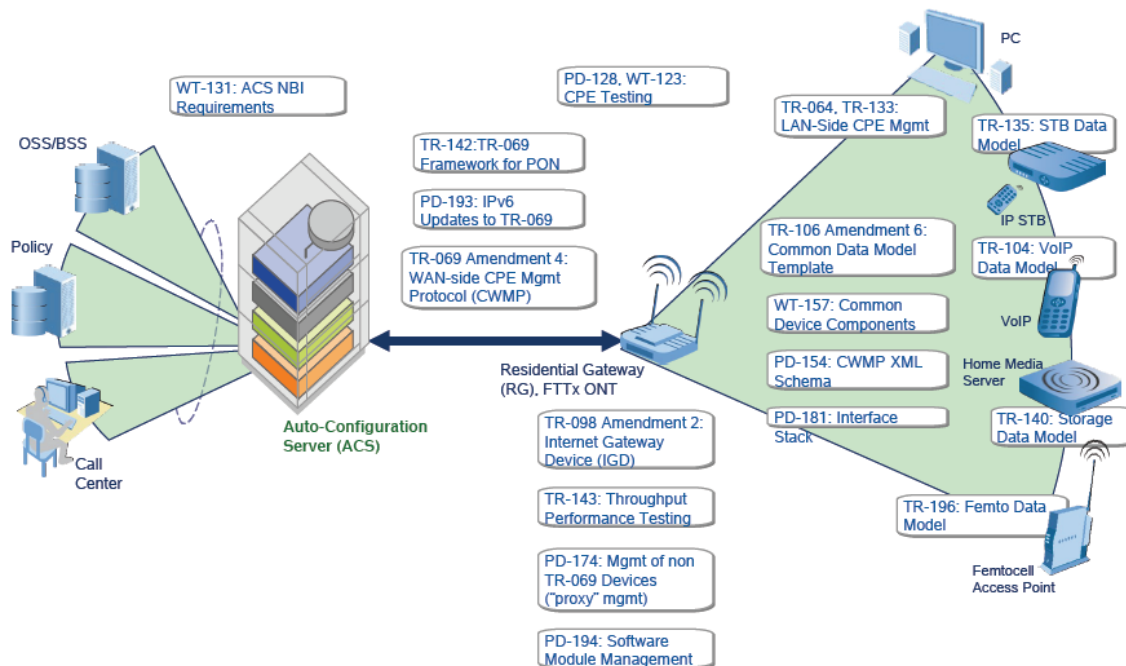 PC
WT-131: ACS NBI
Requirements
PD-128, WT-123:
CPE Testing
TR-064, TR-133:
LAN-Side CPE Mgmt
TR-135: STB Data
Model
OSS/BSS
TR-142:TR-069
Framework for PON
PD-193: IPv6
Updates to TR-069
IP STB
Policy
TR-069 Amendment 4:
WAN-side CPE Mgmt
Protocol (CWMP)
TR-106 Amendment 6:
Common Data Model
Template
TR-104: VoIP
Data Model
WT-157: Common
Device Components
VoIP
Residential Gateway
(RG), FTTx ONT
PD-154: CWMP XML
Schema
Home Media
Server
Auto-Configuration
Server (ACS)
TR-098 Amendment 2:
Internet Gateway
Device (IGD)
PD-181: Interface
Stack
TR-140: Storage
Data Model
Call
Center
TR-143: Throughput
Performance Testing
TR-196: Femto Data
Model
PD-174: Mgmt of non
TR-069 Devices
("proxy" mgmt)
Femtocell
Access Point
PD-194: Software
Module Management